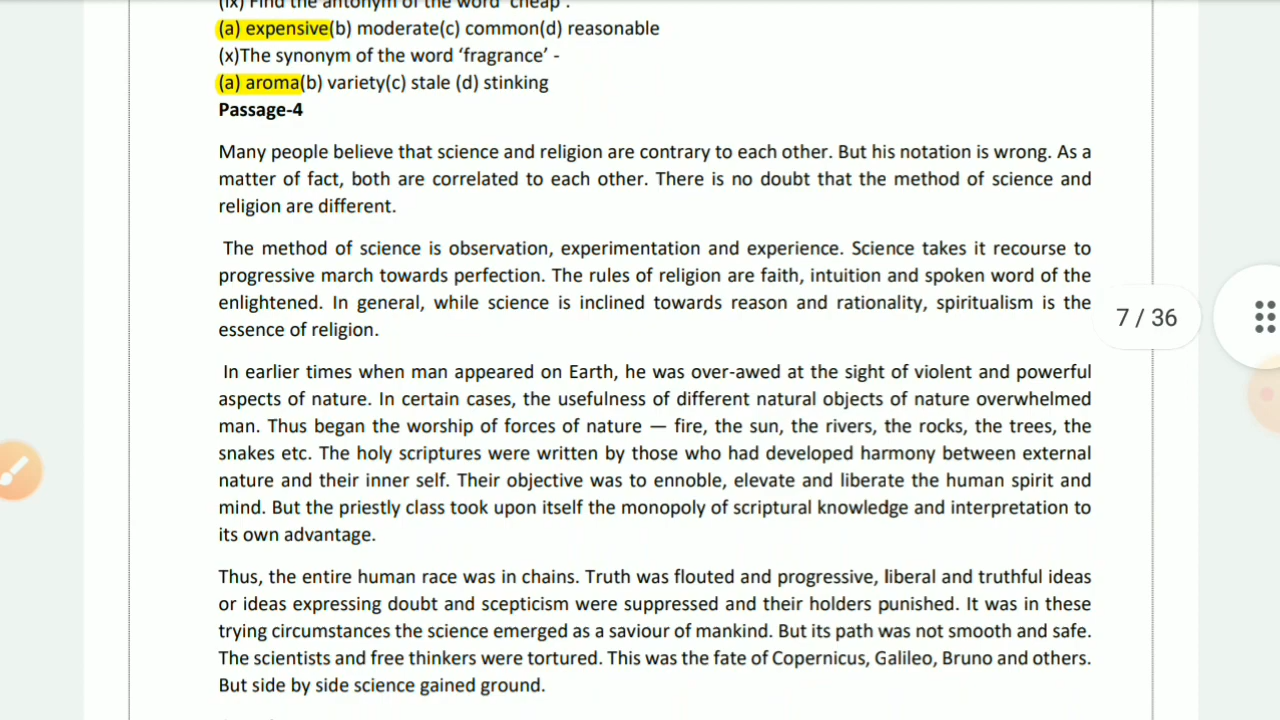 (ix) Find the antonym of the word 'cheap'.
(a) expensive(b) moderate(c) common(d) reasonable
(x)The synonym of the word ‘fragrance’ -
(a) aroma(b) variety(c) stale (d) stinking
Passage-4
Many people believe that science and religion are contrary to each other. But his notation is wrong. As a
matter of fact, both are correlated to each other. There is no doubt that the method of science and
religion are different.
The method of science is observation, experimentation and experience. Science takes it recourse to
progressive march towards perfection. The rules of religion are faith, intuition and spoken word of the
enlightened. In general, while science is inclined towards reason and rationality, spiritualism is the
essence of religion.
7 / 36
In earlier times when man appeared on Earth, he was over-awed at the sight of violent and powerful
aspects of nature. In certain cases, the usefulness of different natural objects of nature overwhelmed
man. Thus began the worship of forces of nature — fire, the sun, the rivers, the rocks, the trees, the
snakes etc. The holy scriptures were written by those who had developed harmony between external
nature and their inner self. Their objective was to ennoble, elevate and liberate the human spirit and
mind. But the priestly class took upon itself the monopoly of scriptural knowledge and interpretation to
its own advantage.
Thus, the entire human race was in chains. Truth was flouted and progressive, liberal and truthful ideas
or ideas expressing doubt and scepticism were suppressed and their holders punished. It was in these
trying circumstances the science emerged as a saviour of mankind. But its path was not smooth and safe.
The scientists and free thinkers were tortured. This was the fate of Copernicus, Galileo, Bruno and others.
But side by side science gained ground.